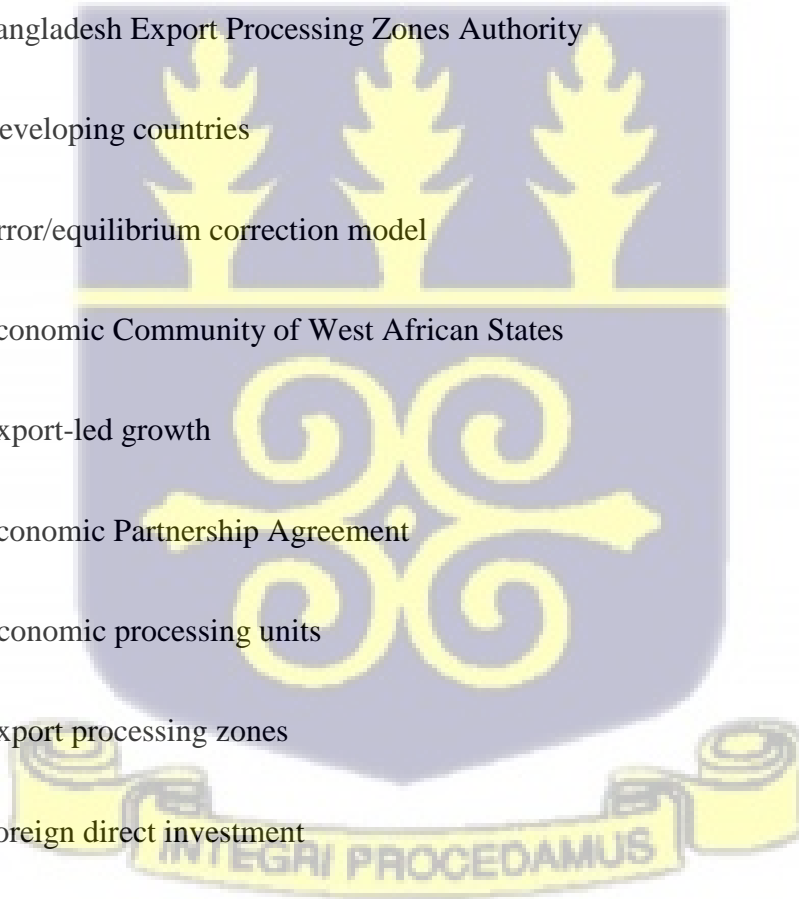 angladesh Export Processing Zones Authority
eveloping countries
rror/equilibrium correction model
conomic Community of West African States
xport-led growth
conomic Partnership Agreement
conomic processing units
xport processing zones
oreign direct investment
INTEGRI PROCEDAMUS